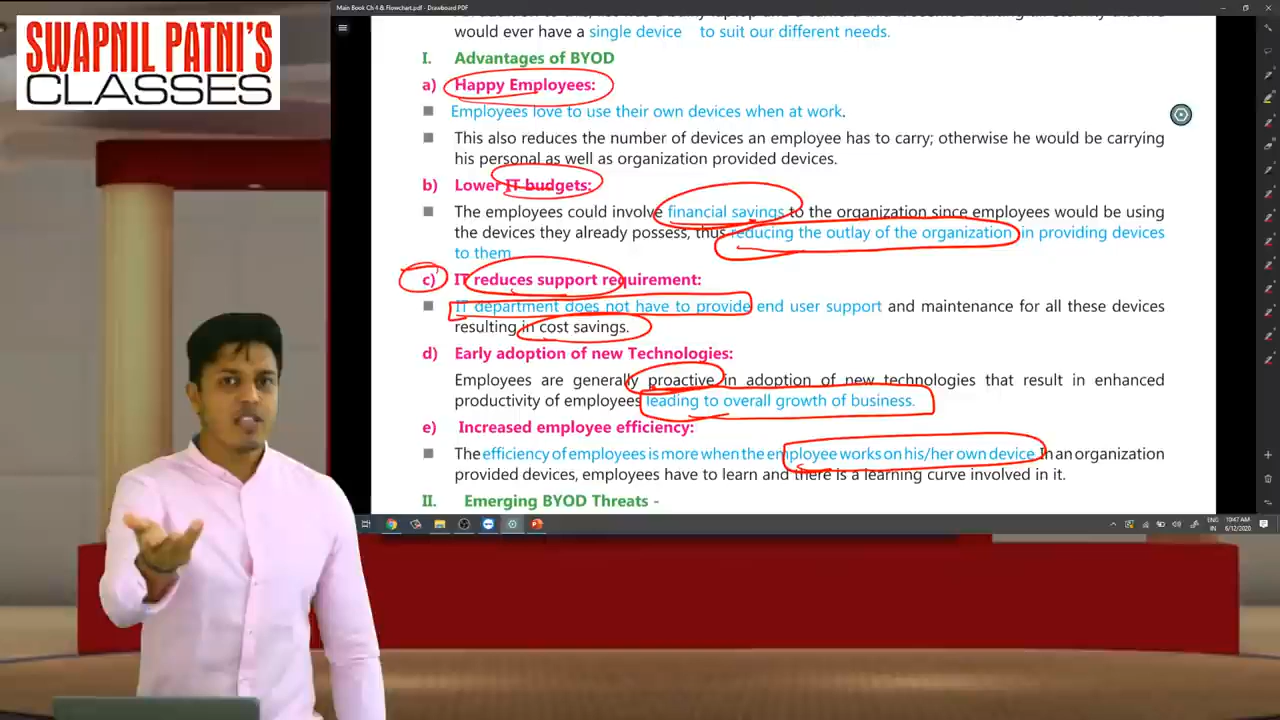 SWAPNIL PATNI'S
CLASSES
Main Book Ch 4 & Flowchart.pdf - Drawboard PDF
would ever have a single device to suit our different needs.
I. Advantages of BYOD
a) Happy Employees:
Employees love to use their own devices when at work.
This also reduces the number of devices an employee has to carry; otherwise he would be carrying
his personal as well as organization provided devices.
b) Lower IT budgets:
The employees could involve financial savings to the organization since employees would be using
the devices they already possess, thus reducing the outlay of the organization in providing devices
to them.
c) IT reduces support requirement:
IT department does not have to provide end user support and maintenance for all these devices
resulting in cost savings.
d) Early adoption of new Technologies:
Employees are generally proactive in adoption of new technologies that result in enhanced
productivity of employees leading to overall growth of business.
e) Increased employee efficiency:
The efficiency of employees is more when the employee works on his/her own device. In an organization
provided devices, employees have to learn and there is a learning curve involved in it.
II. Emerging BYOD Threats -
ENG
IN
10:47 AM
6/12/2020